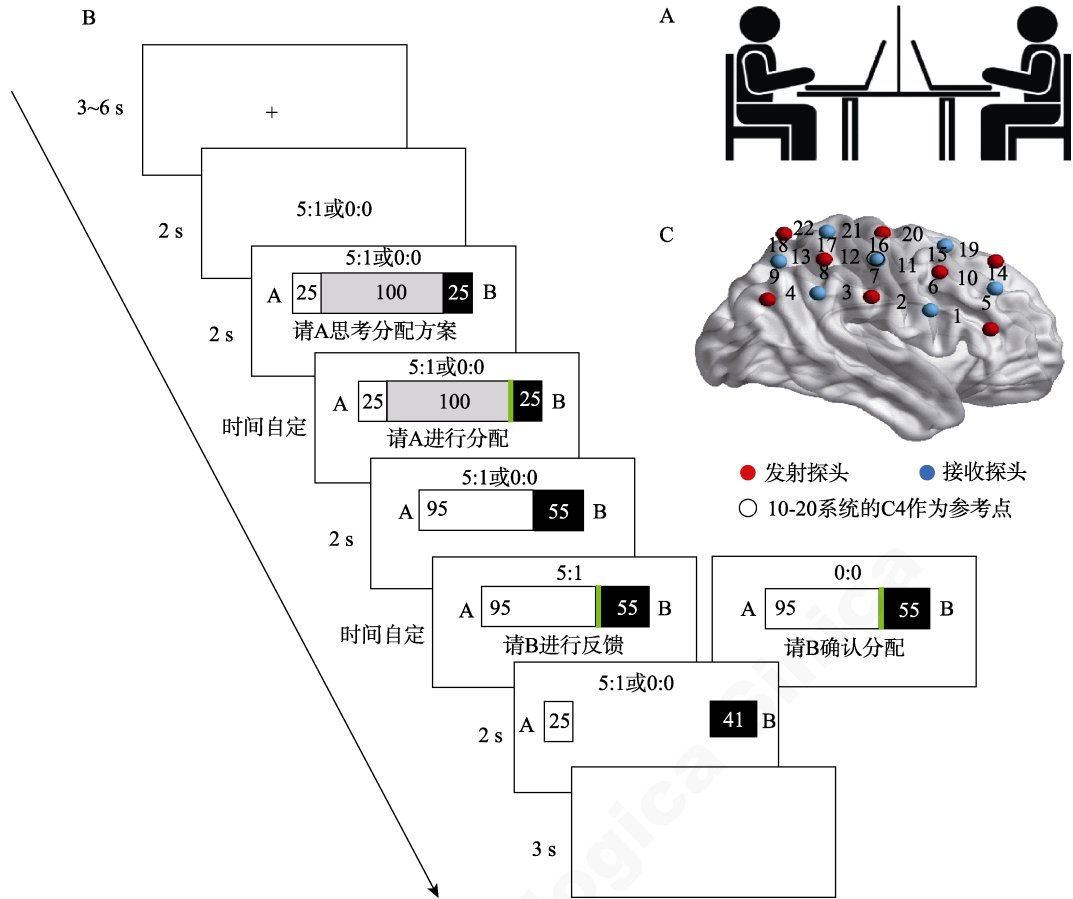 B
3~6 s
+
2 s
5:1或0:0
2 s
5:1或0:0
A 25 100 25 B
请A思考分配方案
时间自定
5:1或0:0
A 25 100 25 B
请A进行分配
2 s
5:1或0:0
A 95 55 B
时间自定
5:1
A 95 55 B
请B进行反馈
0:0
A 95 55 B
请B确认分配
2 s
5:1或0:0
A 25 41 B
3 s
A
C
22 21 20
18 17 16 19
13 12 15
9 8 7 11 10 14
4 3 6 5
2 1
发射探头 接收探头
10-20系统的C4作为参考点
logica Sinica